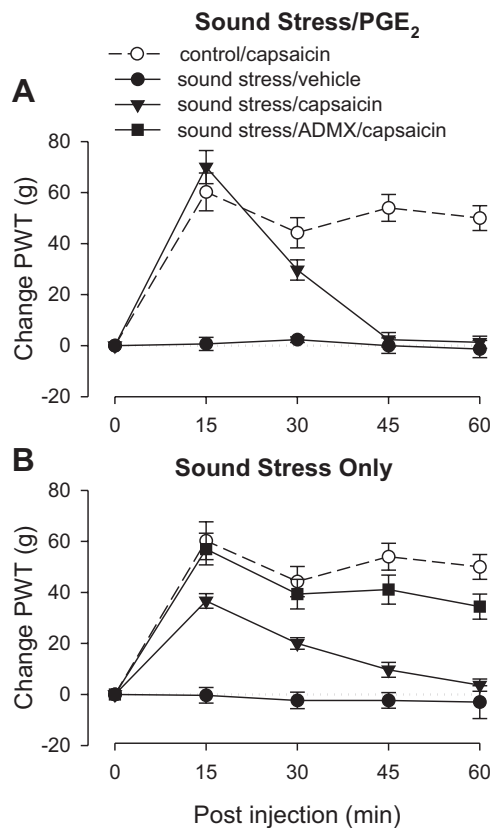 Sound Stress/PGE₂
control/capsaicin
sound stress/vehicle
A
sound stress/capsaicin
sound stress/ADMX/capsaicin
80
60
40
20
0
-20
Change PWT (g)
0 15 30 45 60
B
Sound Stress Only
80
60
40
20
0
-20
Change PWT (g)
0 15 30 45 60
Post injection (min)